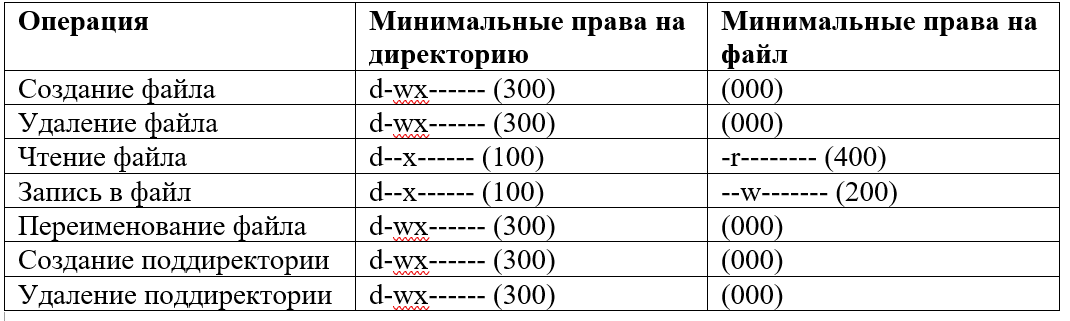 Операция Минимальные права на Минимальные права на
директорию файл
Создание файла d-wx------ (300) (000)
Удаление файла d-wx------ (300) (000)
Чтение файла d--x------ (100) -r-------- (400)
Запись в файл d--x------ (100) --w------- (200)
Переименование файла d-wx------ (300) (000)
Создание поддиректории d-wx------ (300) (000)
Удаление поддиректории d-wx------ (300) (000)